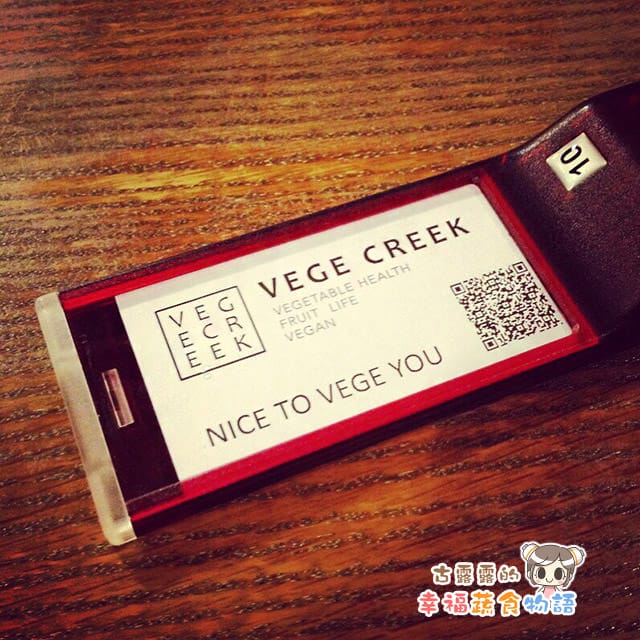 10
VEGE CREEK
VEGETABLE HEALTH
FRUIT LIFE
VEGAN
VEG
ECR
EEK
NICE TO VEGE YOU
古露露的
幸福蔬食物語